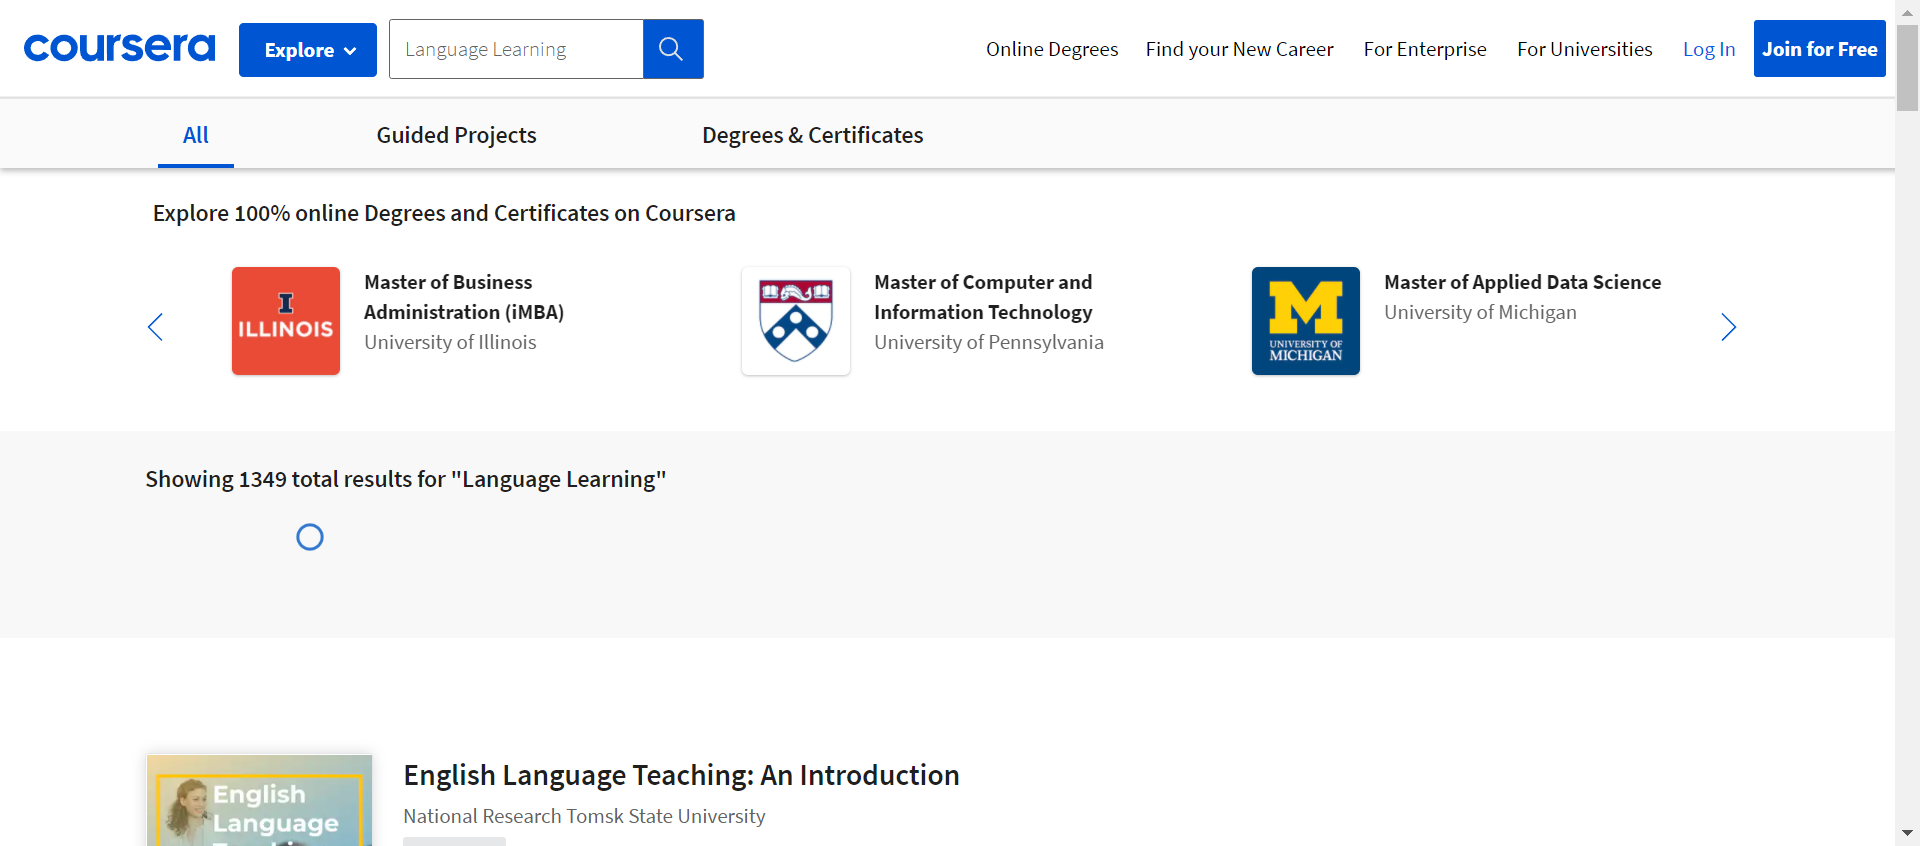 coursera
Explore
Language Learning
Online Degrees
Find your New Career
For Enterprise
For Universities
Log In
Join for Free
All
Guided Projects
Degrees & Certificates
Explore 100% online Degrees and Certificates on Coursera
I
ILLINOIS
Master of Business
Administration (iMBA)
University of Illinois
Master of Computer and
Information Technology
University of Pennsylvania
M
UNIVERSITY OF
MICHIGAN
Master of Applied Data Science
University of Michigan
Showing 1349 total results for "Language Learning"
English
Language
English Language Teaching: An Introduction
National Research Tomsk State University